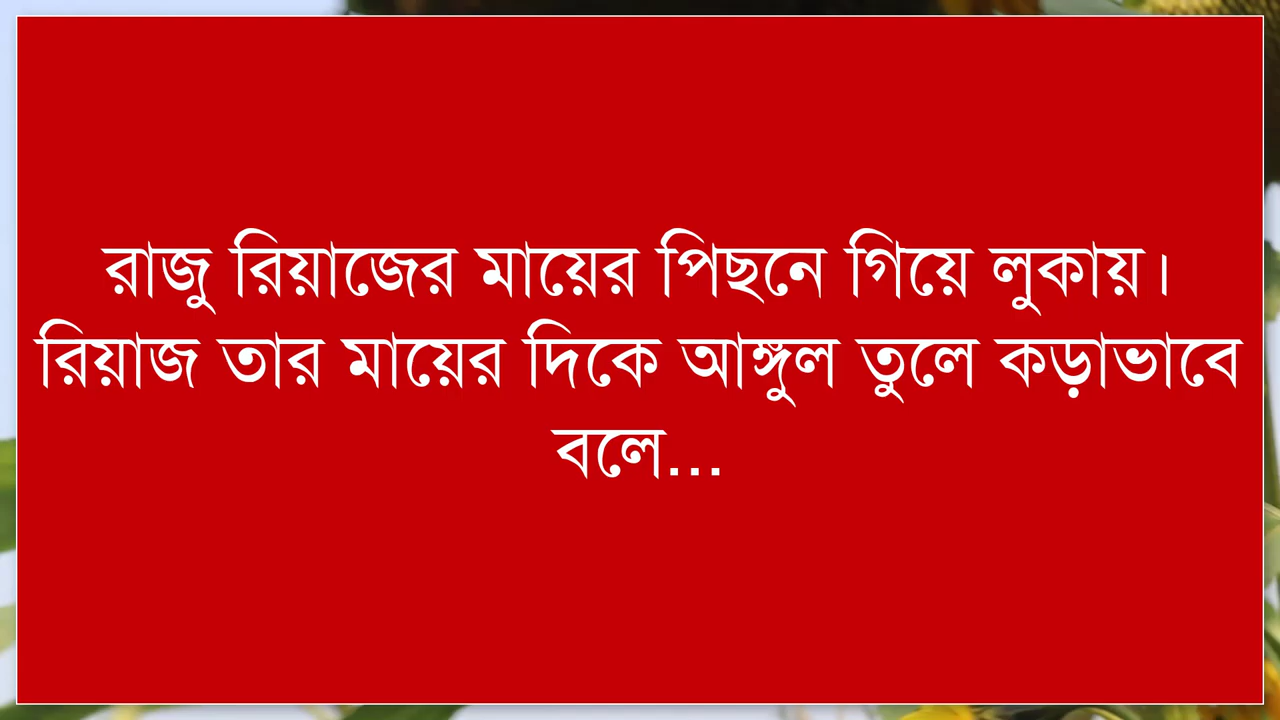 রাজু রিয়াজের মায়ের পিছনে গিয়ে লুকায়।
রিয়াজ তার মায়ের দিকে আঙ্গুল তুলে কড়াভাবে
বলে...